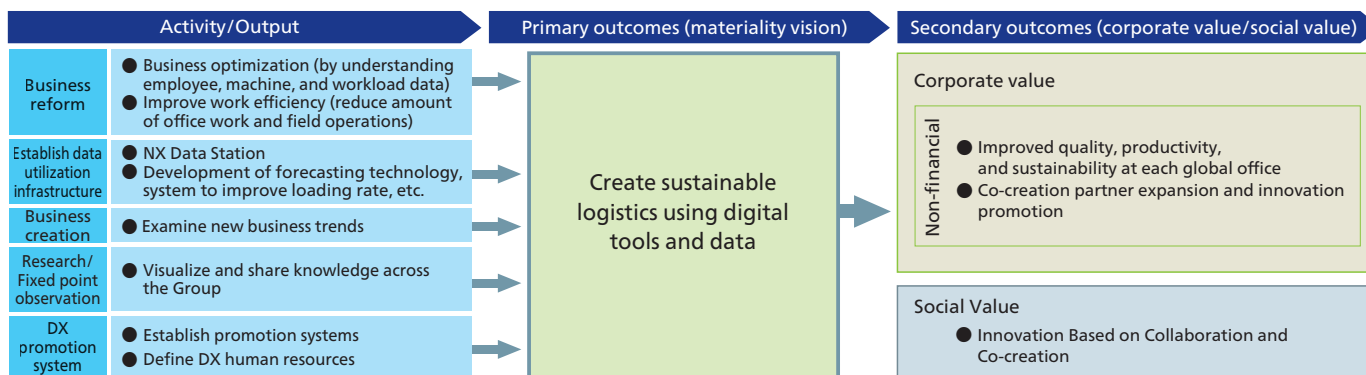 Activity/Output
Primary outcomes (materiality vision)
Secondary outcomes (corporate value/social value)
Business
reform
● Business optimization (by understanding
employee, machine, and workload data)
● Improve work efficiency (reduce amount
of office work and field operations)
Establish data
utilization
infrastructure
● NX Data Station
● Development of forecasting technology,
system to improve loading rate, etc.
Business
creation
● Examine new business trends
Research/
Fixed point
observation
● Visualize and share knowledge across
the Group
DX
promotion
system
● Establish promotion systems
● Define DX human resources
Create sustainable
logistics using digital
tools and data
Corporate value
Non-financial
● Improved quality, productivity,
and sustainability at each global office
● Co-creation partner expansion and innovation
promotion
Social Value
● Innovation Based on Collaboration and
Co-creation